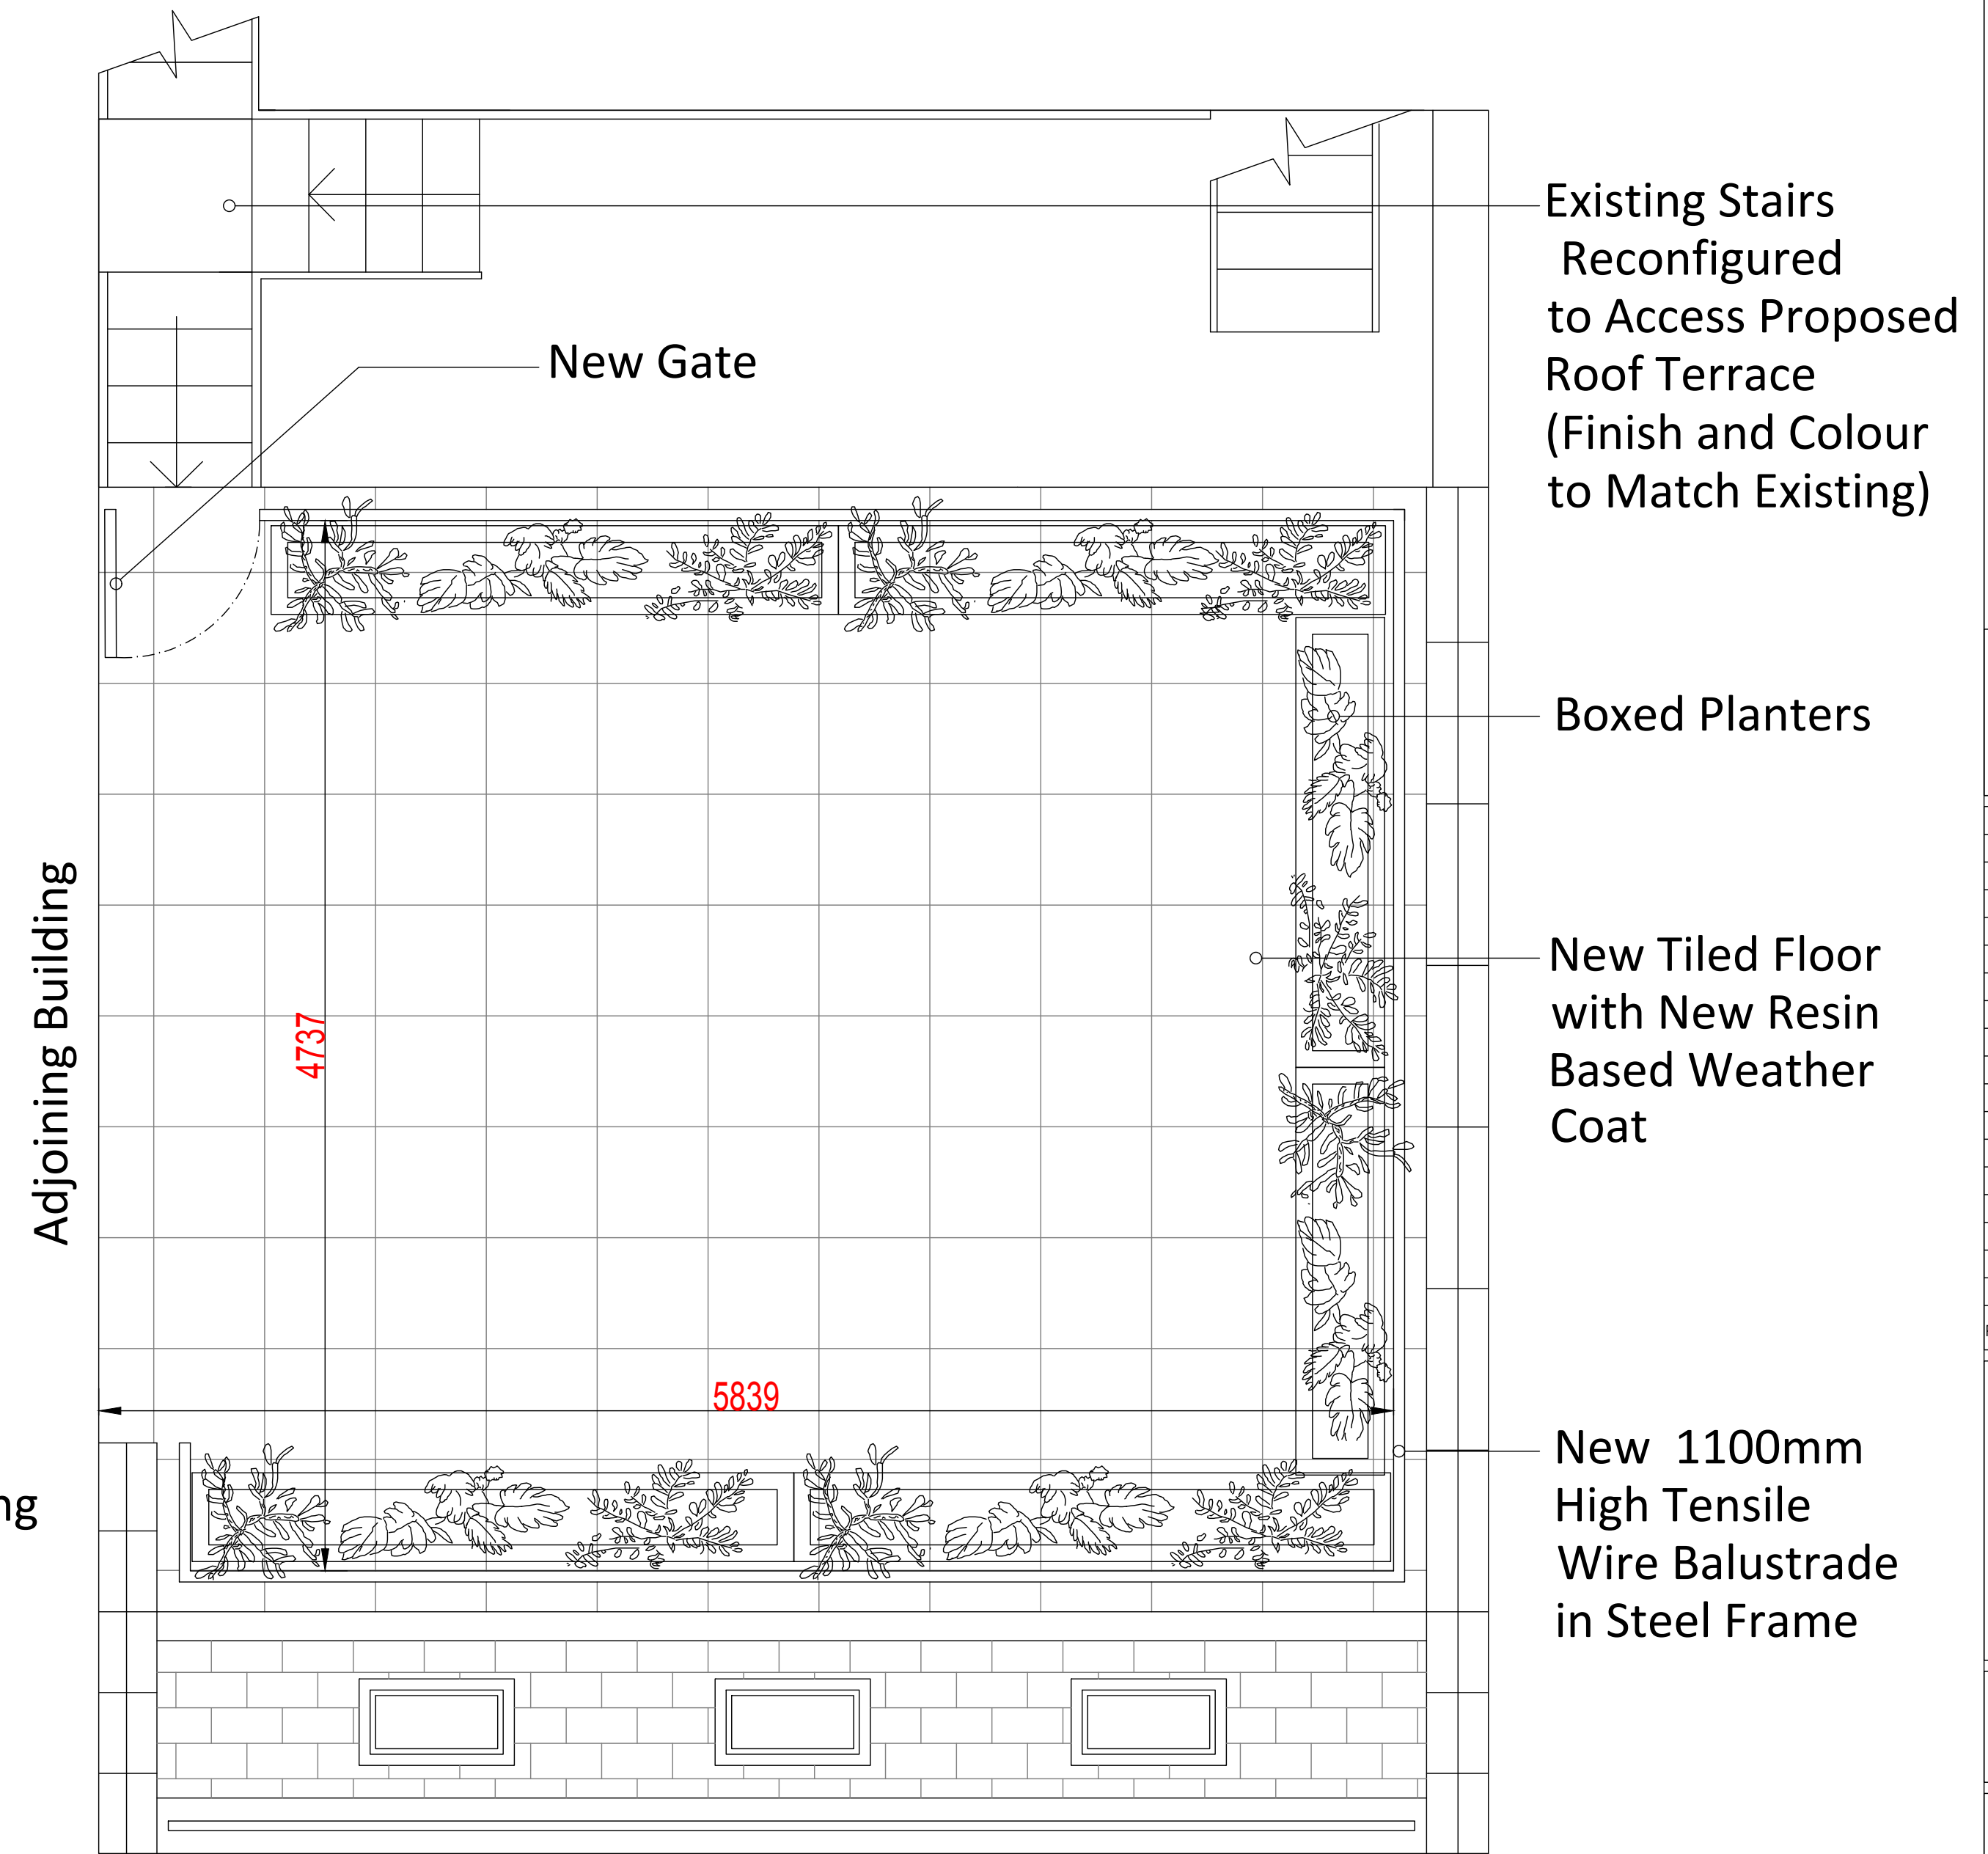 Existing Stairs
Reconfigured
to Access Proposed
Roof Terrace
(Finish and Colour
to Match Existing)
New Gate
Boxed Planters
Adjoining Building
New Tiled Floor
with New Resin
Based Weather
Coat
4737
5839
New 1100mm
High Tensile
Wire Balustrade
in Steel Frame
ng